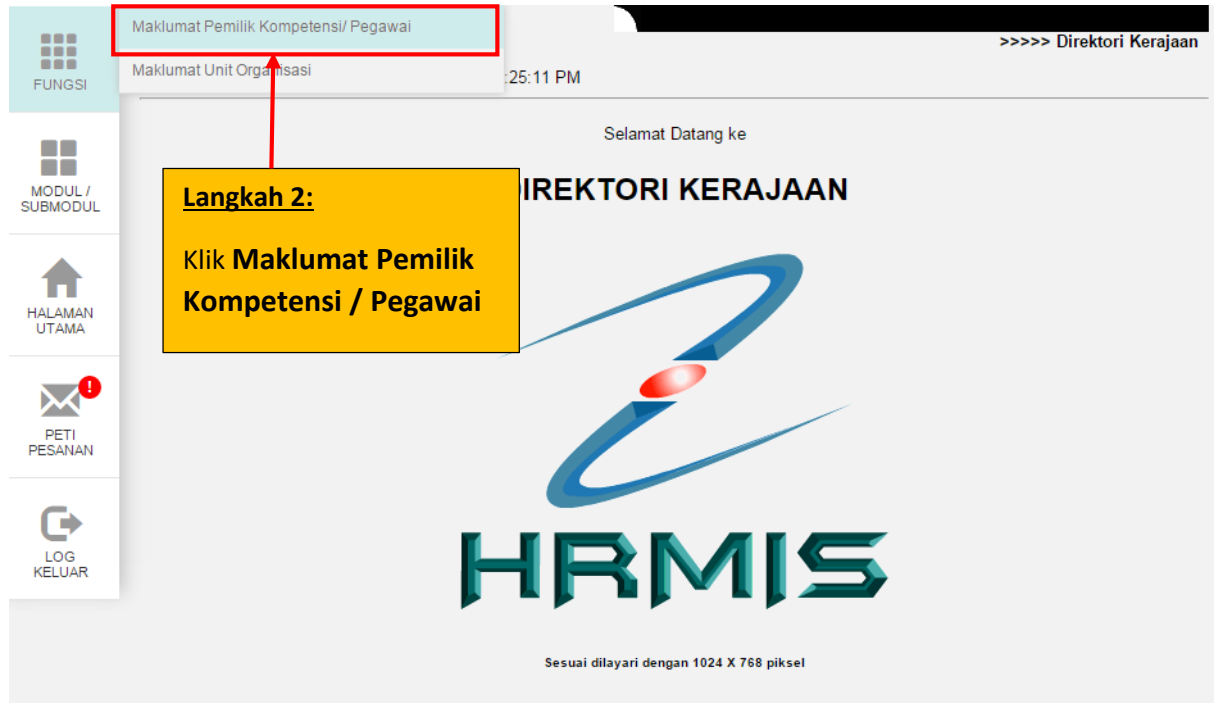 Maklumat Pemilik Kompetensi/ Pegawai
>>>>> Direktori Kerajaan
FUNGSI
Maklumat Unit Organisasi
:25:11 PM
Selamat Datang ke
IREKTORI KERAJAAN
MODUL /
SUBMODUL
Langkah 2:
Klik Maklumat Pemilik
Kompetensi / Pegawai
HALAMAN
UTAMA
!
PETI
PESANAN
LOG
KELUAR
HRMIS
Sesuai dilayari dengan 1024 X 768 piksel